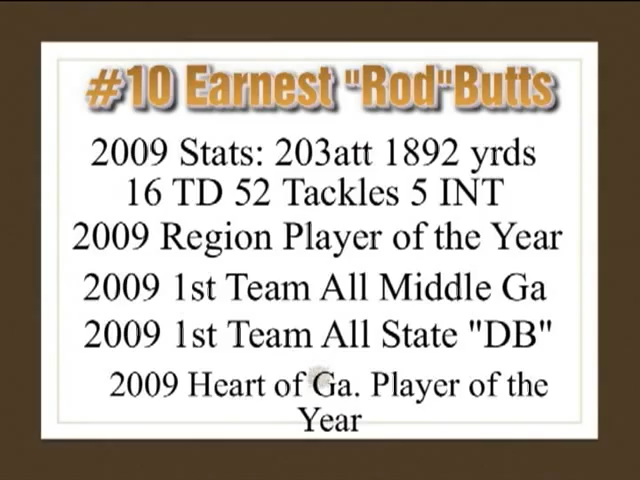 #10 Earnest "Rod"Butts
2009 Stats: 203att 1892 yrds
16 TD 52 Tackles 5 INT
2009 Region Player of the Year
2009 1st Team All Middle Ga
2009 1st Team All State "DB"
2009 Heart of Ga. Player of the
Year